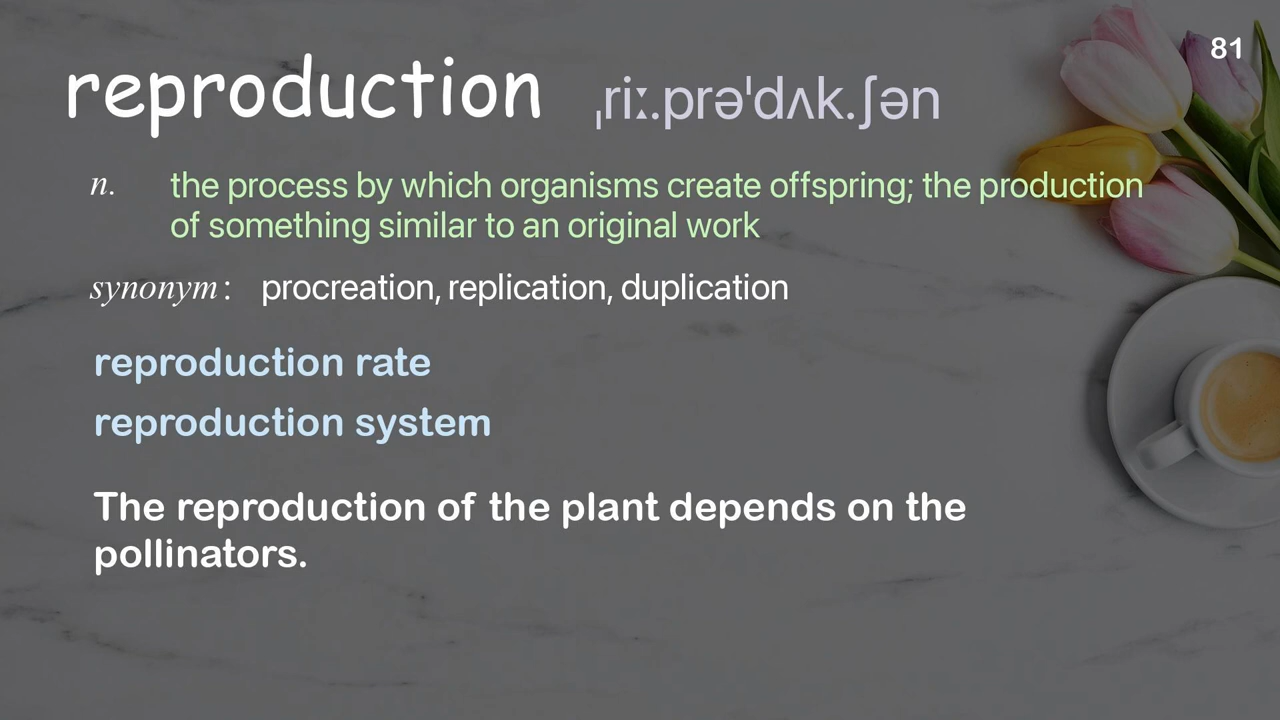 81
reproduction ˌriː.prəˈdʌk.ʃən
n. the process by which organisms create offspring; the production
of something similar to an original work
synonym: procreation, replication, duplication
reproduction rate
reproduction system
The reproduction of the plant depends on the
pollinators.